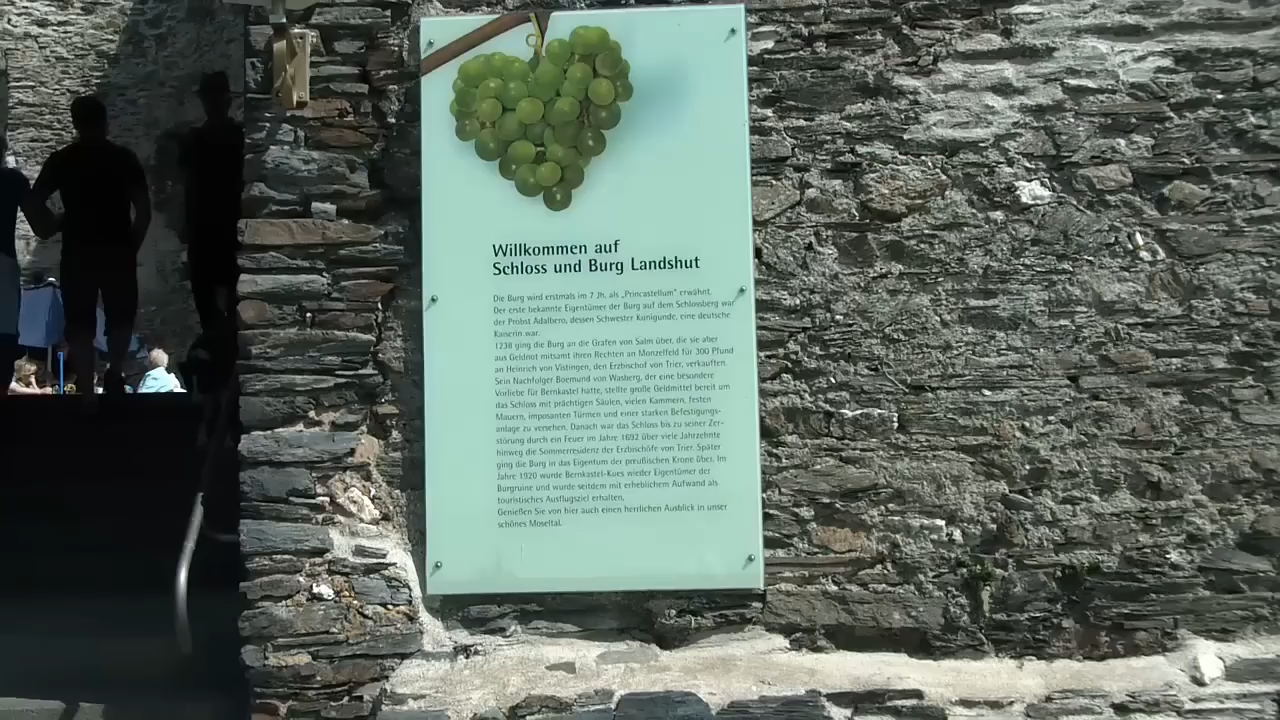 Willkommen auf
Schloss und Burg Landshut
Die Burg wird erstmals im 7 Jh. als „Princastellum" erwähnt.
Der erste bekannte Eigentümer der Burg auf dem Schlossberg war
der Probst Adalbero, dessen Schwester Kunigunde, eine deutsche
Kaiserin war.
1238 ging die Burg an die Grafen von Salm über, die sie aber
aus Geldnot mitsamt ihren Rechten an Monzelfeld für 300 Pfund
an Heinrich von Vistingen, den Erzbischof von Trier, verkauften.
Sein Nachfolger Boemund von Wasberg, der eine besondere
Vorliebe für Bernkastel hatte, stellte große Geldmittel bereit um
das Schloss mit prächtigen Säulen, vielen Kammern, festen
Mauern, imposanten Türmen und einer starken Befestigungs-
anlage zu versehen. Danach war das Schloss bis zu seiner Zer-
störung durch ein Feuer im Jahre 1692 über viele Jahrzehnte
hinweg die Sommerresidenz der Erzbischöfe von Trier. Später
ging die Burg in das Eigentum der preußischen Krone über. Im
Jahre 1920 wurde Bernkastel-Kues wieder Eigentümer der
Burgruine und wurde seitdem mit erheblichem Aufwand als
touristisches Ausflugsziel erhalten.
Genießen Sie von hier auch einen herrlichen Ausblick in unser
schönes Moseltal.